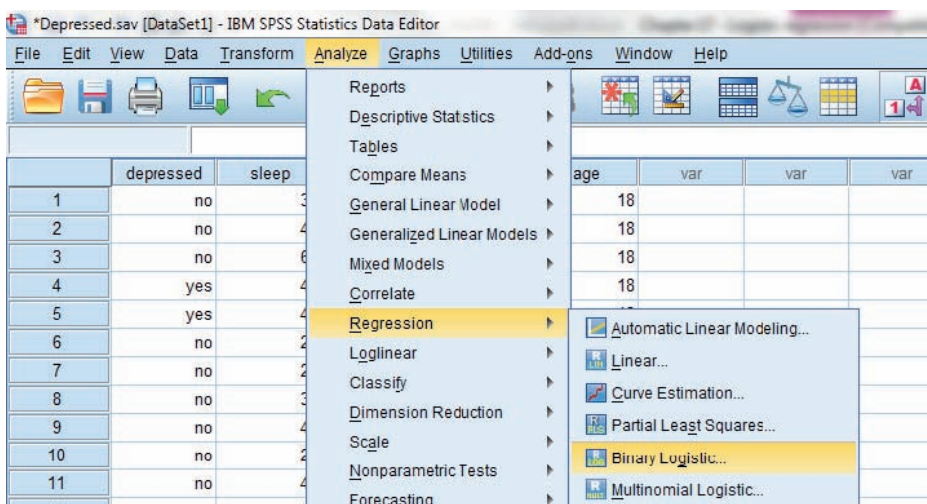 *Depressed.sav [DataSet1] - IBM SPSS Statistics Data Editor
File Edit View Data Transform Analyze Graphs Utilities Add-ons Window Help
Reports
Descriptive Statistics
Tables
Compare Means
General Linear Model
Generalized Linear Models
Mixed Models
Correlate
Regression
Loglinear
Classify
Dimension Reduction
Scale
Nonparametric Tests
Forecasting
Automatic Linear Modeling...
Linear...
Curve Estimation...
Partial Least Squares...
Binary Logistic...
Multinomial Logistic...
A
1
depressed sleep age var var var
1 no 18
2 no 18
3 no 18
4 yes 18
5 yes
6 no
7 no
8 no
9 no
10 no
11 no